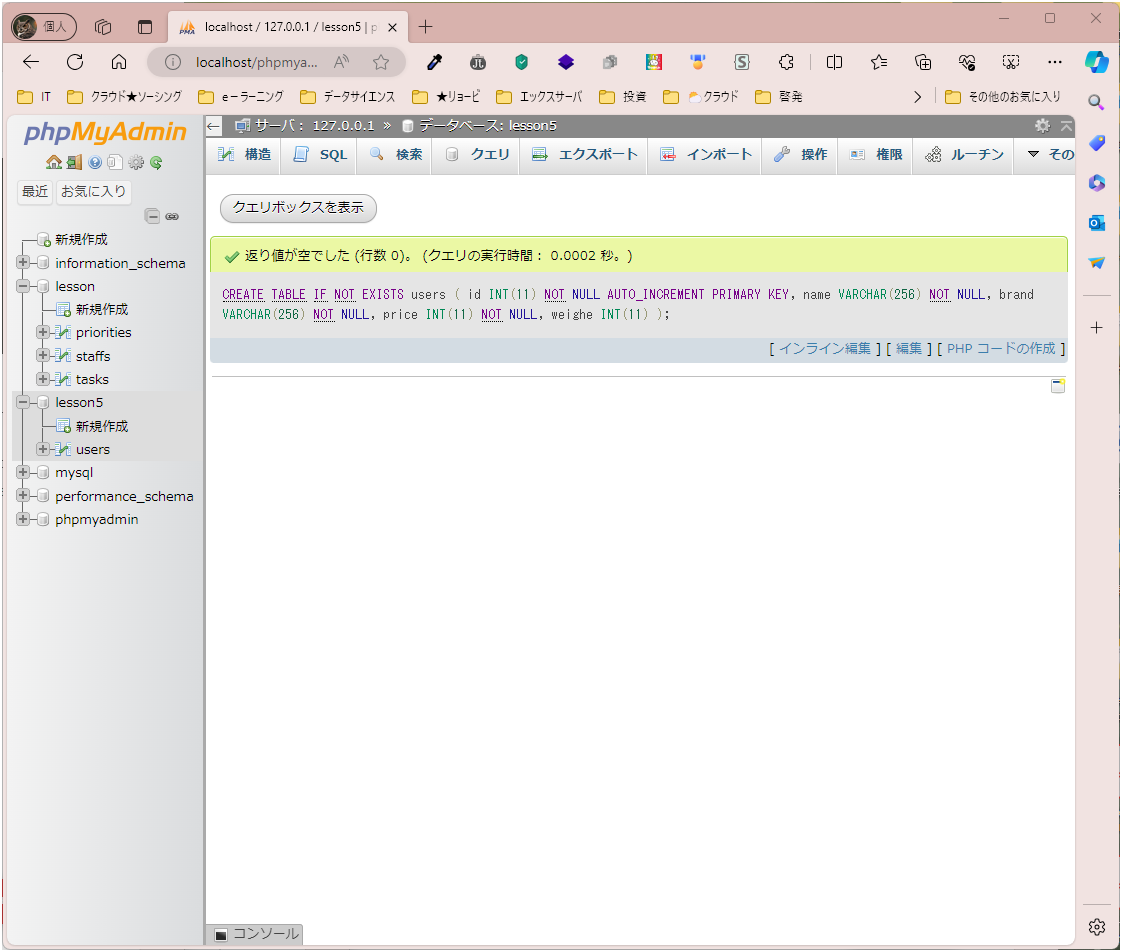 個人
localhost / 127.0.0.1 / lesson5 | p
localhost/phpmya...
IT
クラウド★ソーシング
e－ラーニング
データサイエンス
★リョービ
エックスサーバ
投資
クラウド
啓発
その他のお気に入り
phpMyAdmin
最近
お気に入り
新規作成
information_schema
lesson
新規作成
priorities
staffs
tasks
lesson5
新規作成
users
mysql
performance_schema
phpmyadmin
サーバ： 127.0.0.1 » データベース: lesson5
構造
SQL
検索
クエリ
エクスポート
インポート
操作
権限
ルーチン
その
クエリボックスを表示
返り値が空でした (行数 0)。 (クエリの実行時間： 0.0002 秒。)
CREATE TABLE IF NOT EXISTS users ( id INT(11) NOT NULL AUTO_INCREMENT PRIMARY KEY, name VARCHAR(256) NOT NULL, brand
VARCHAR(256) NOT NULL, price INT(11) NOT NULL, weighe INT(11) );
[ インライン編集 ] [ 編集 ] [ PHP コードの作成 ]
コンソール